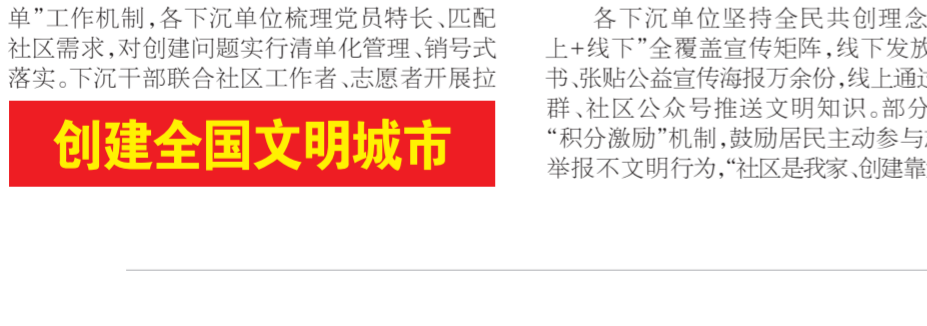 单”工作机制,各下沉单位梳理党员特长、匹配
社区需求,对创建问题实行清单化管理、销号式
落实。下沉干部联合社区工作者、志愿者开展拉
创建全国文明城市
各下沉单位坚持全民共创理念
上+线下”全覆盖宣传矩阵,线下发放
书、张贴公益宣传海报万余份,线上通
群、社区公众号推送文明知识。部分
“积分激励”机制,鼓励居民主动参与
举报不文明行为,“社区是我家、创建靠